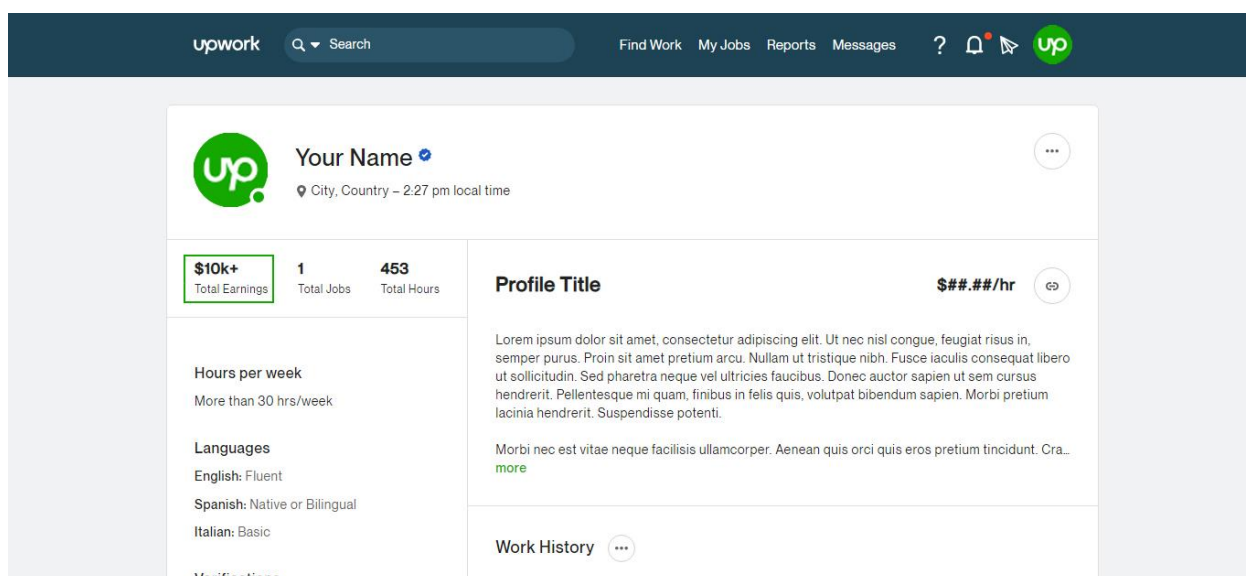 upwork Search Find Work My Jobs Reports Messages ? up
up
Your Name
City, Country – 2:27 pm local time
$10k+ 1 453
Total Earnings Total Jobs Total Hours
Profile Title $##.##/hr
Lorem ipsum dolor sit amet, consectetur adipiscing elit. Ut nec nisl congue, feugiat risus in,
semper purus. Proin sit amet pretium arcu. Nullam ut tristique nibh. Fusce iaculis consequat libero
ut sollicitudin. Sed pharetra neque vel ultricies faucibus. Donec auctor sapien ut sem cursus
hendrerit. Pellentesque mi quam, finibus in felis quis, volutpat bibendum sapien. Morbi pretium
lacinia hendrerit. Suspendisse potenti.
Morbi nec est vitae neque facilisis ullamcorper. Aenean quis orci quis eros pretium tincidunt. Cra...
more
Hours per week
More than 30 hrs/week
Languages
English: Fluent
Spanish: Native or Bilingual
Italian: Basic
Work History